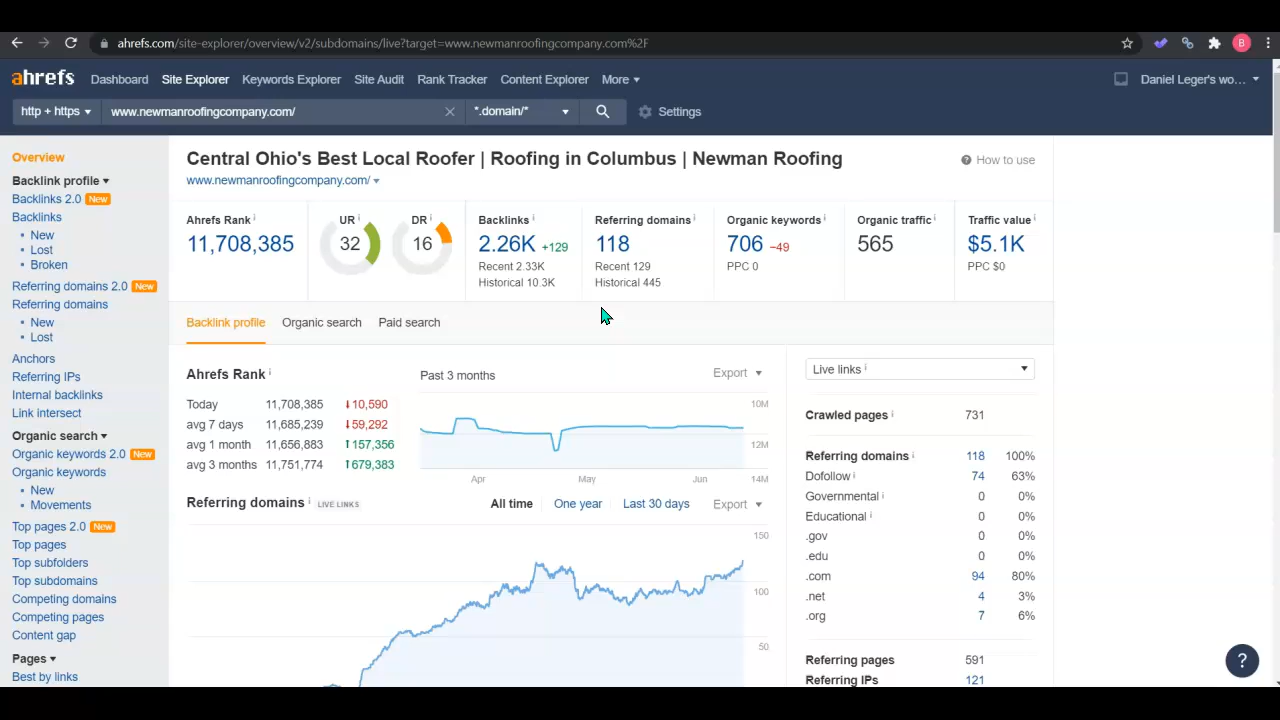 ahrefs.com/site-explorer/overview/v2/subdomains/live?target=www.newmanroofingcompany.com%2F
B
ahrefs Dashboard Site Explorer Keywords Explorer Site Audit Rank Tracker Content Explorer More Daniel Leger's wo...
http + https www.newmanroofingcompany.com/ *.domain/* Settings
Overview
Backlink profile
Backlinks 2.0 New
Backlinks
New
Lost
Broken
Referring domains 2.0 New
Referring domains
New
Lost
Anchors
Referring IPs
Internal backlinks
Link intersect
Organic search
Organic keywords 2.0 New
Organic keywords
New
Movements
Top pages 2.0 New
Top pages
Top subfolders
Top subdomains
Competing domains
Competing pages
Content gap
Pages
Best by links
Central Ohio's Best Local Roofer | Roofing in Columbus | Newman Roofing
? How to use
www.newmanroofingcompany.com/
Ahrefs Rank i
11,708,385
UR i
32
DR i
16
Backlinks i
2.26K +129
Recent 2.33K
Historical 10.3K
Referring domains i
118
Recent 129
Historical 445
Organic keywords i
706 −49
PPC 0
Organic traffic i
565
Traffic value i
$5.1K
PPC $0
Backlink profile Organic search Paid search
Ahrefs Rank i
Today 11,708,385 ↓10,590
avg 7 days 11,685,239 ↓59,292
avg 1 month 11,656,883 ↑157,356
avg 3 months 11,751,774 ↑679,383
Past 3 months Export
10M
12M
14M
Apr May Jun
Referring domains i LIVE LINKS All time One year Last 30 days Export
150
100
50
Live links i
Crawled pages i 731
Referring domains i 118 100%
Dofollow i 74 63%
Governmental i 0 0%
Educational i 0 0%
.gov 0 0%
.edu 0 0%
.com 94 80%
.net 4 3%
.org 7 6%
Referring pages 591
Referring IPs 121
?